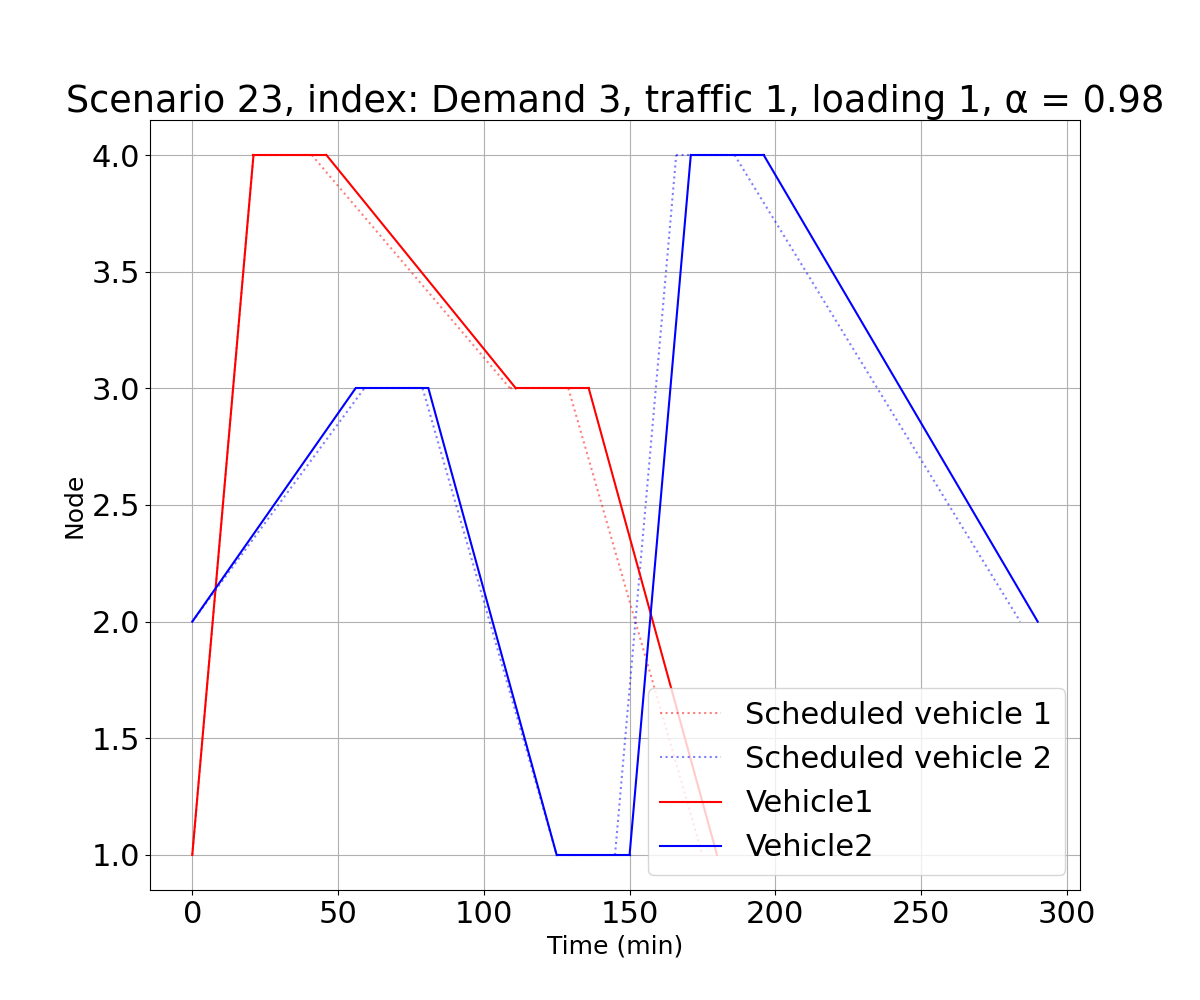 Scenario 23, index: Demand 3, traffic 1, loading 1, α = 0.98
4.0
3.5
3.0
2.5
2.0
1.5
1.0
Node
Scheduled vehicle 1
Scheduled vehicle 2
Vehicle1
Vehicle2
0 50 100 150 200 250 300
Time (min)